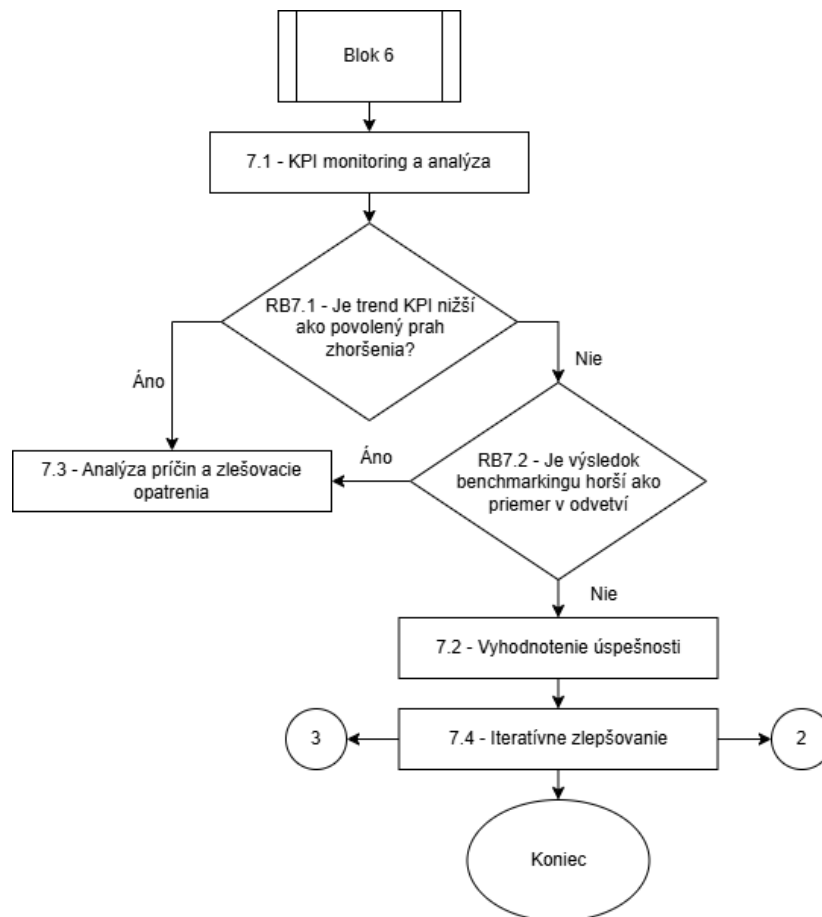 Blok 6
7.1 - KPI monitoring a analýza
RB7.1 - Je trend KPI nižší
ako povolený prah
zhoršenia?
Áno
Nie
7.3 - Analýza príčin a zlešovacie
opatrenia
Áno
RB7.2 - Je výsledok
benchmarkingu horší ako
priemer v odvetví
Nie
7.2 - Vyhodnotenie úspešnosti
3
7.4 - Iteratívne zlepšovanie
2
Koniec